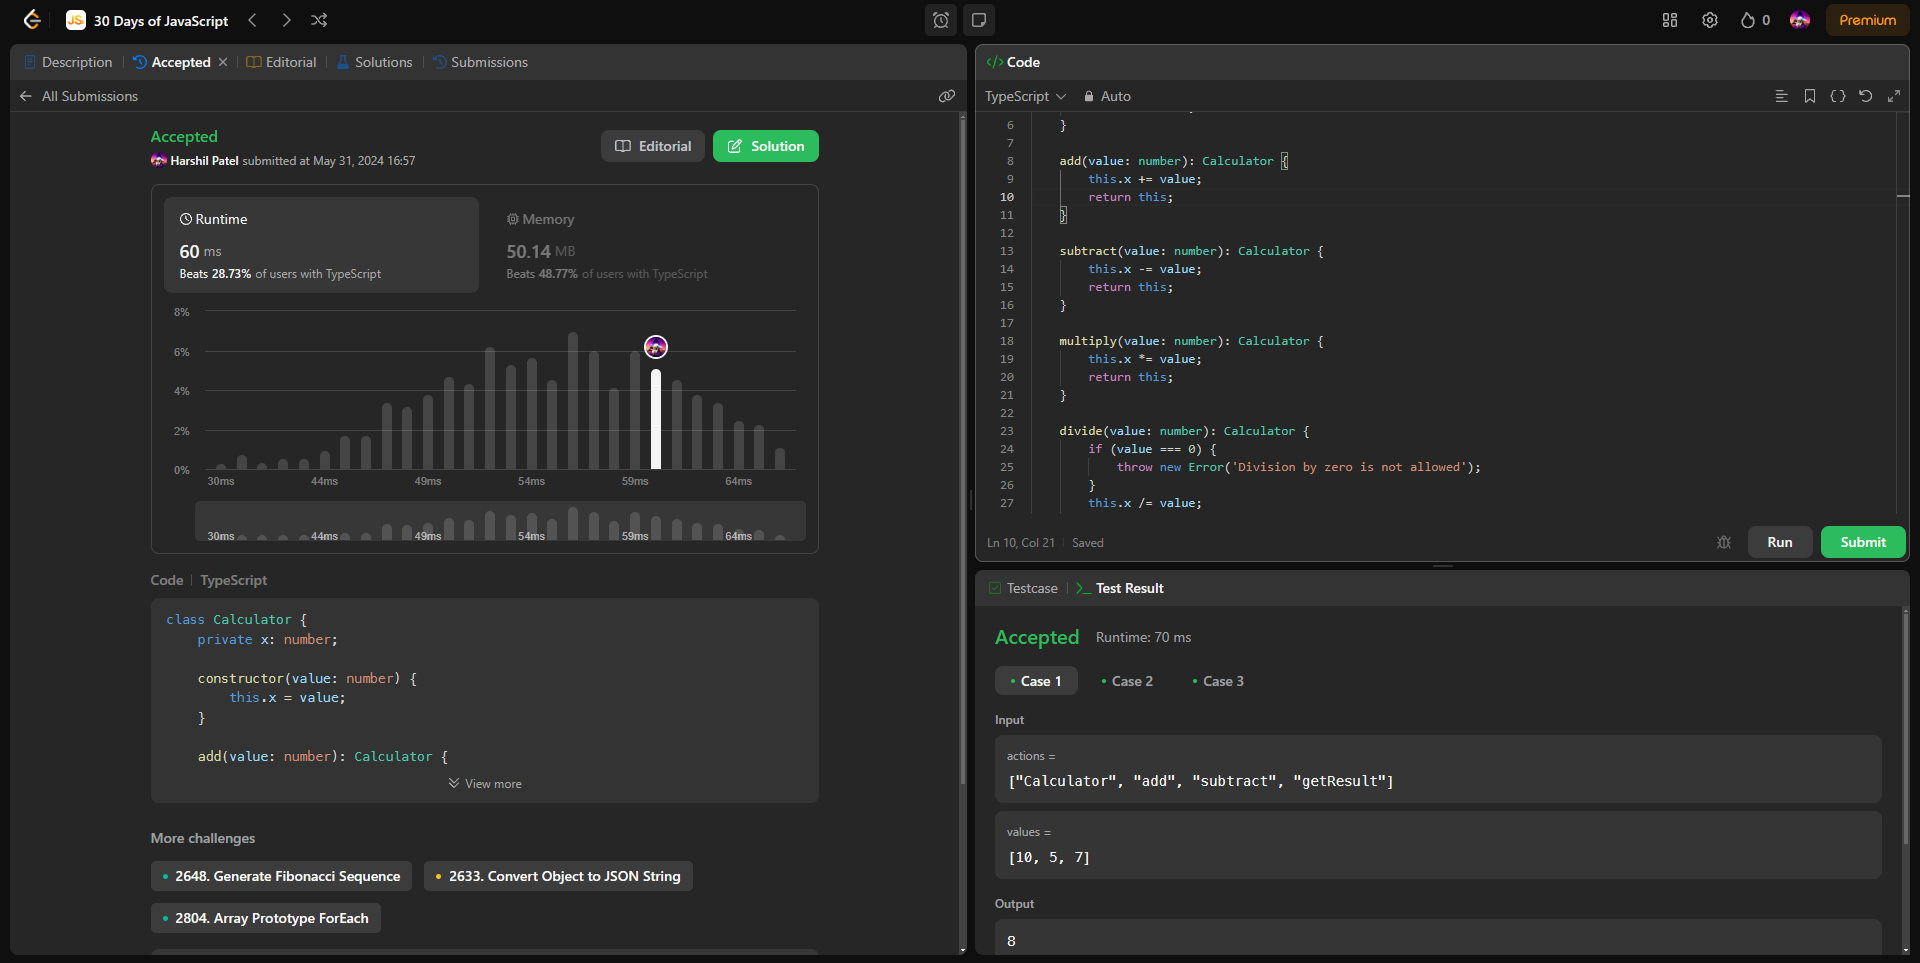 JS 30 Days of JavaScript
0
Premium
Description
Accepted
Editorial
Solutions
Submissions
All Submissions
Accepted
Harshil Patel submitted at May 31, 2024 16:57
Editorial
Solution
Runtime
60 ms
Beats 28.73% of users with TypeScript
Memory
50.14 MB
Beats 48.77% of users with TypeScript
8%
6%
4%
2%
0%
30ms 44ms 49ms 54ms 59ms 64ms
30ms 44ms 49ms 54ms 59ms 64ms
Code | TypeScript
class Calculator {
private x: number;
constructor(value: number) {
this.x = value;
}
add(value: number): Calculator {
View more
More challenges
2648. Generate Fibonacci Sequence
2633. Convert Object to JSON String
2804. Array Prototype ForEach
</> Code
TypeScript
Auto
6 }
7
8 add(value: number): Calculator {
9 this.x += value;
10 return this;
11 }
12
13 subtract(value: number): Calculator {
14 this.x -= value;
15 return this;
16 }
17
18 multiply(value: number): Calculator {
19 this.x *= value;
20 return this;
21 }
22
23 divide(value: number): Calculator {
24 if (value === 0) {
25 throw new Error('Division by zero is not allowed');
26 }
27 this.x /= value;
Ln 10, Col 21 | Saved
Run
Submit
Testcase
Test Result
Accepted Runtime: 70 ms
Case 1
Case 2
Case 3
Input
actions =
["Calculator", "add", "subtract", "getResult"]
values =
[10, 5, 7]
Output
8